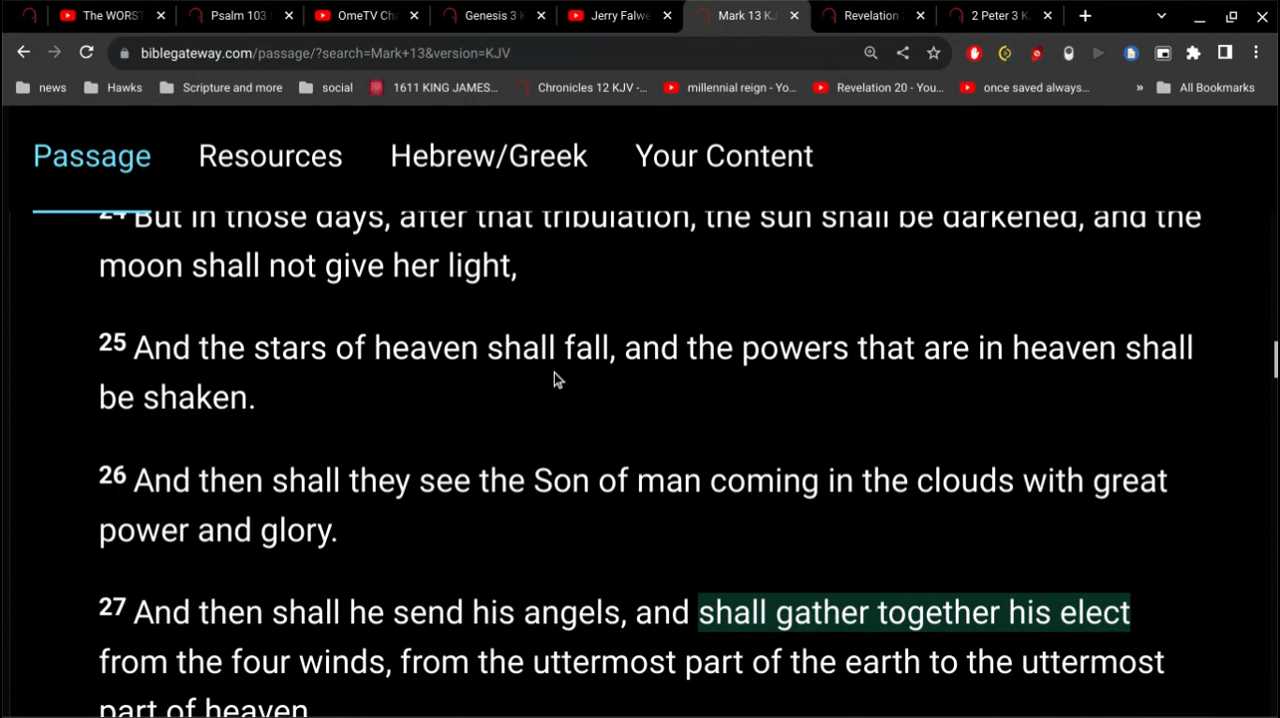 The WORS
Psalm 103
OmeTV Ch
Genesis 3 K
Jerry Falwe
Mark 13 KJ
Revelation
2 Peter 3 K
biblegateway.com/passage/?search=Mark+13&version=KJV
news
Hawks
Scripture and more
social
1611 KING JAMES...
Chronicles 12 KJV -...
millennial reign - Yo...
Revelation 20 - You...
once saved always...
»
All Bookmarks
Passage
Resources
Hebrew/Greek
Your Content
24 But in those days, after that tribulation, the sun shall be darkened, and the
moon shall not give her light,
25 And the stars of heaven shall fall, and the powers that are in heaven shall
be shaken.
26 And then shall they see the Son of man coming in the clouds with great
power and glory.
27 And then shall he send his angels, and shall gather together his elect
from the four winds, from the uttermost part of the earth to the uttermost
part of heaven